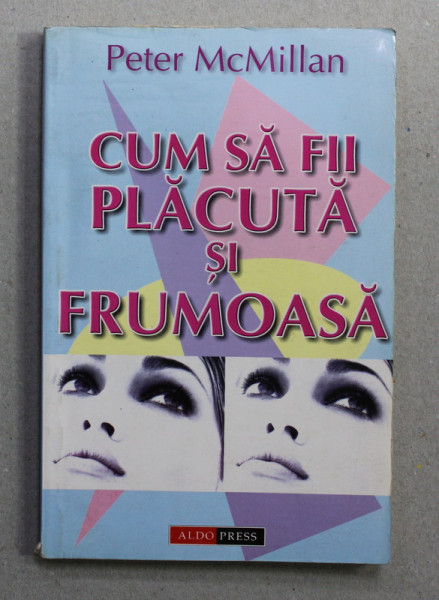 Peter McMillan
CUM SĂ FII
PLĂCUTĂ
ȘI
FRUMOASĂ
ALDO PRESS